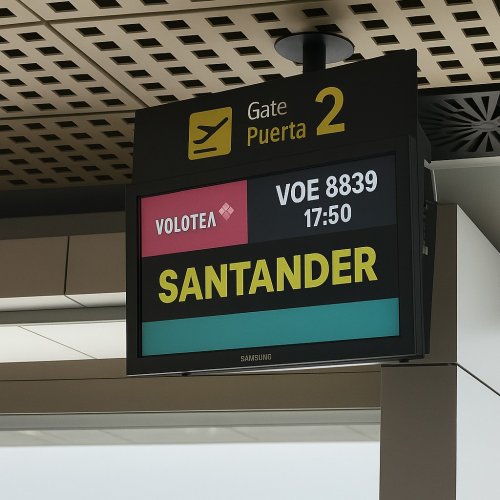 Gate
Puerta 2
VOLOTEA
VOE 8839
17:50
SANTANDER
SAMSUNG